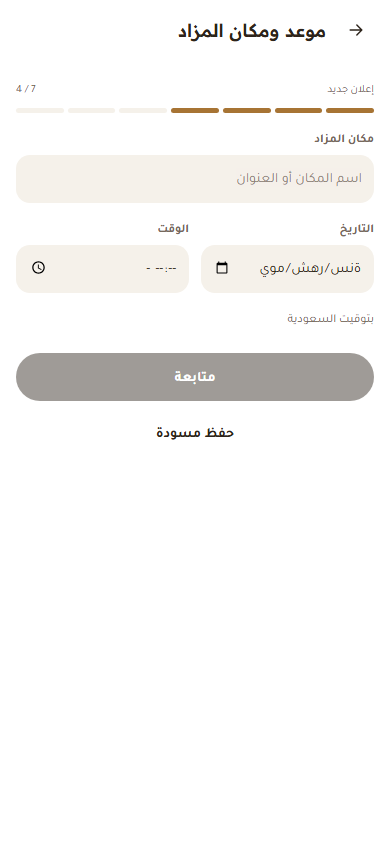 موعد ومكان المزاد
إعلان جديد
4 / 7
مكان المزاد
اسم المكان أو العنوان
التاريخ
الوقت
ةنس/رهش/موي
--:-- -
بتوقيت السعودية
متابعة
حفظ مسودة